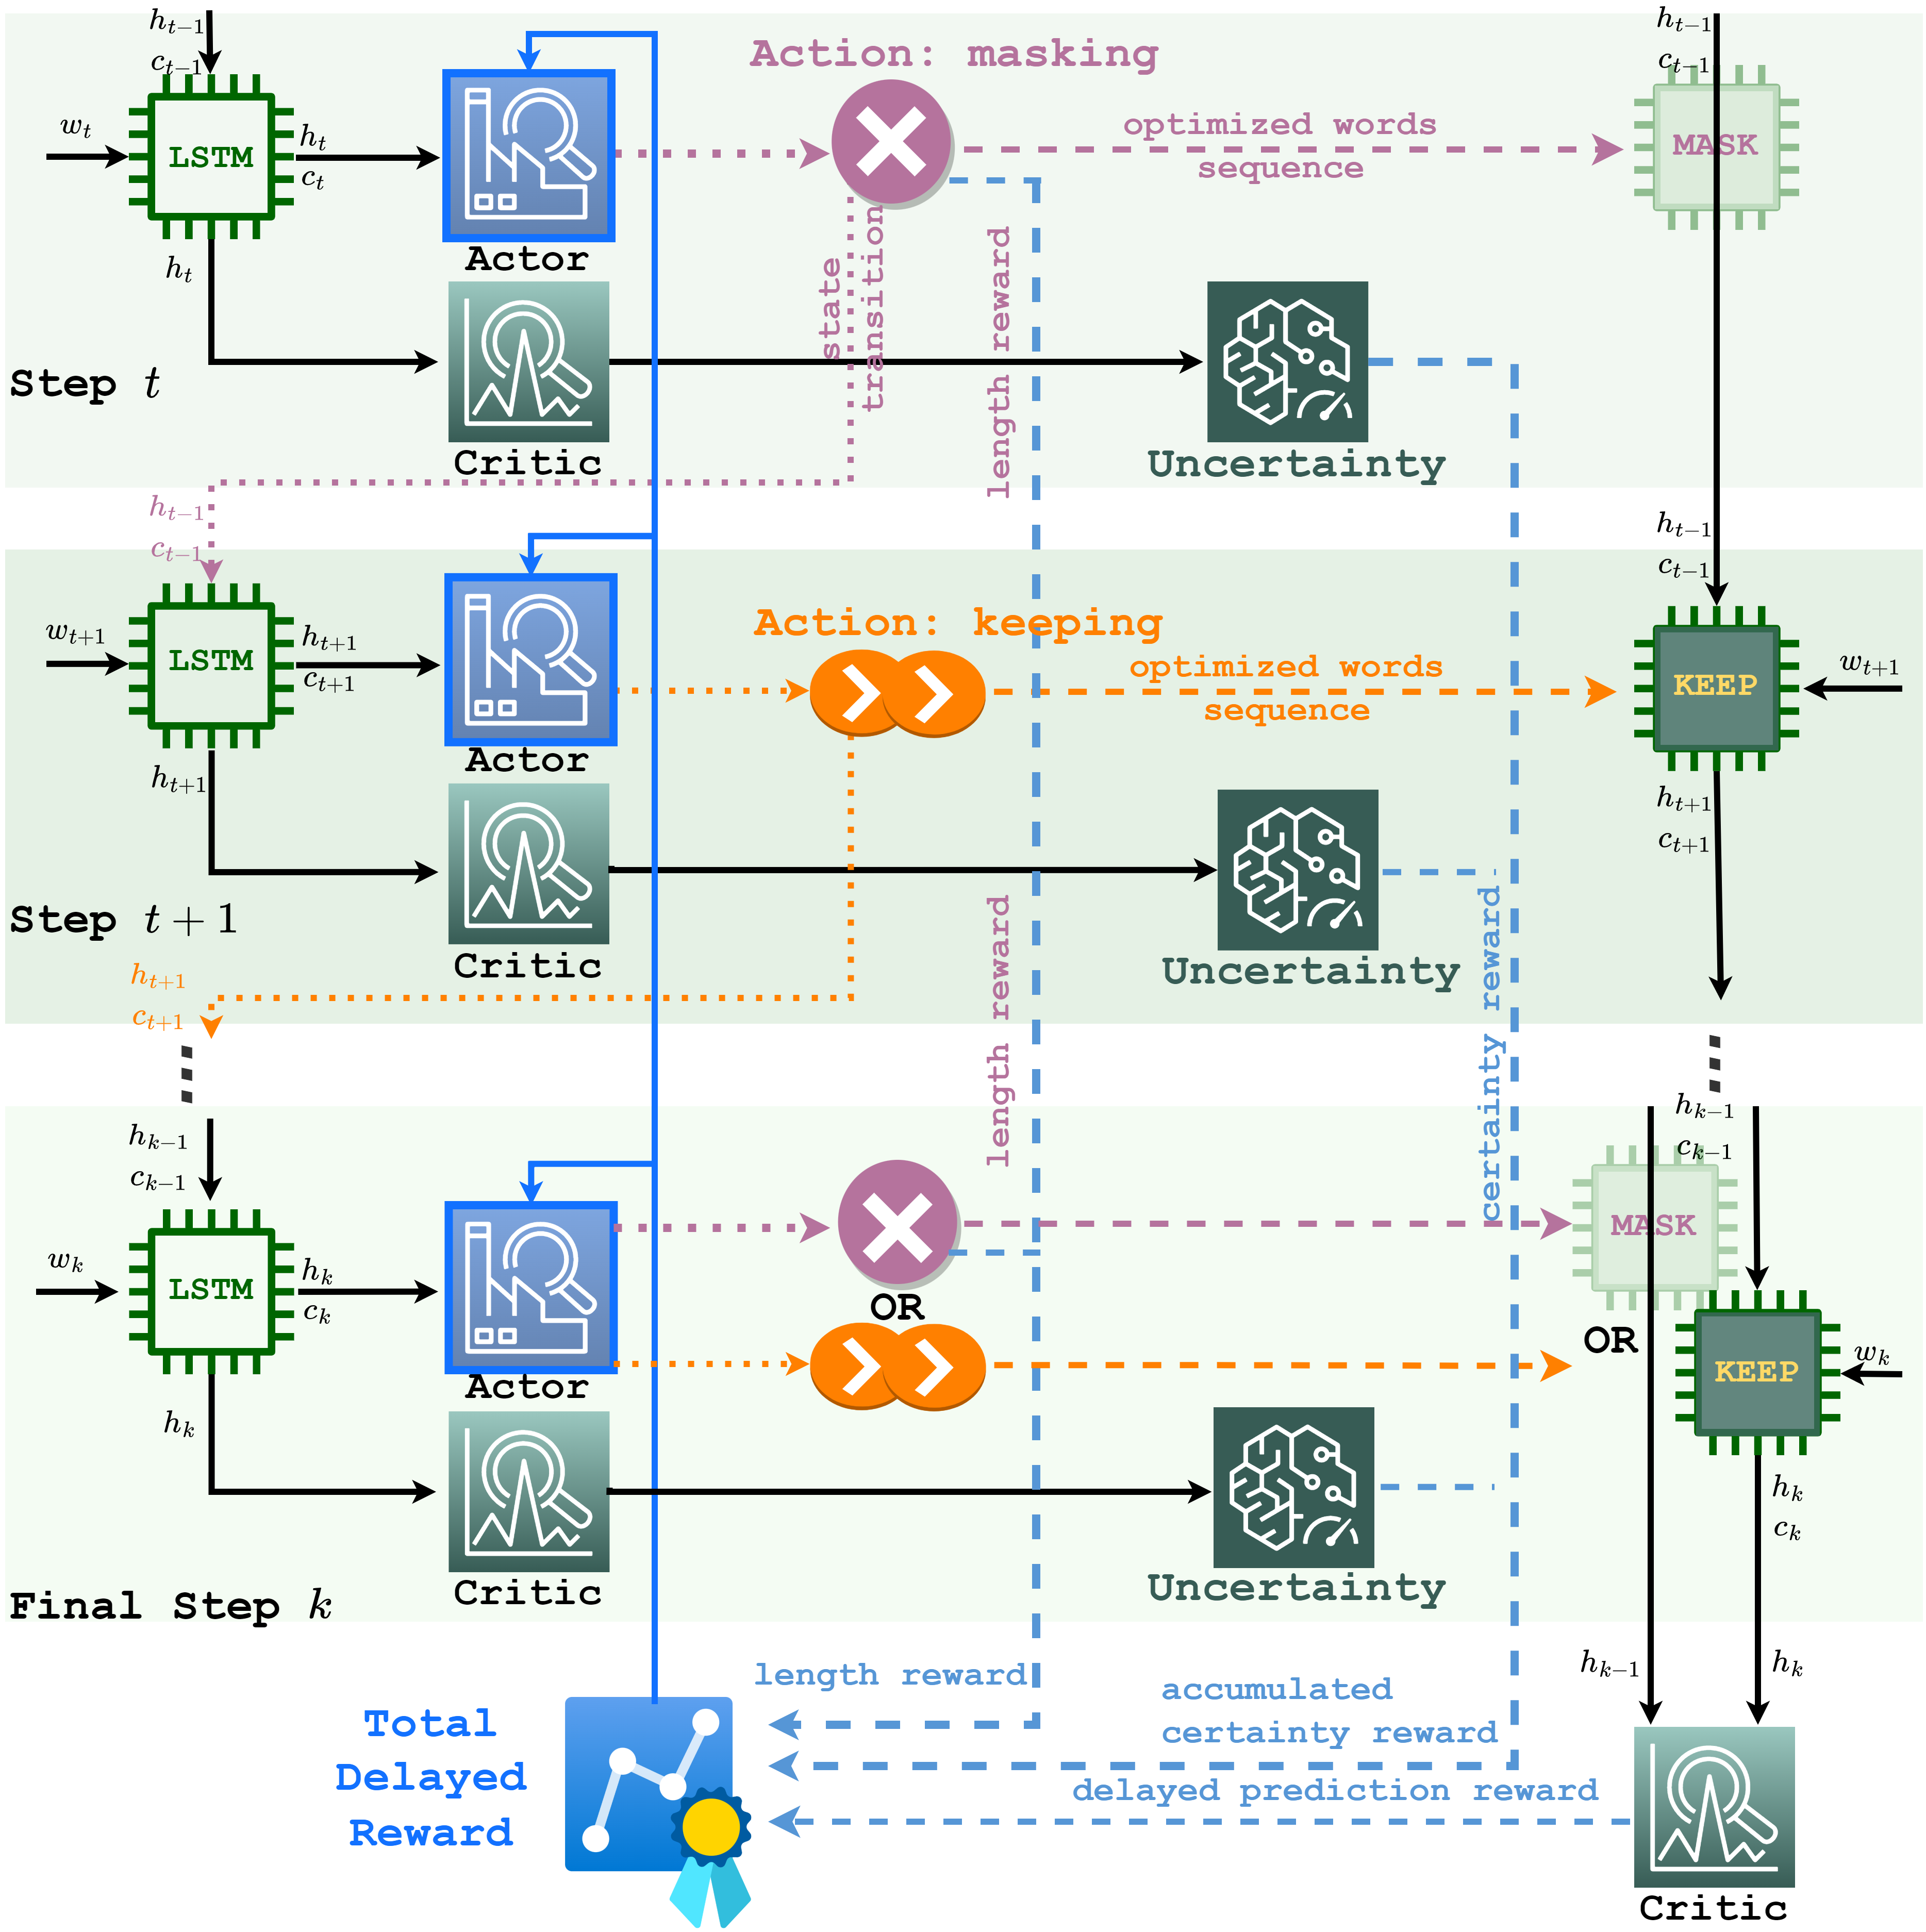 h_{t-1}
c_{t-1}
w_t
LSTM
h_t
c_t
h_t
Actor
Critic
Step t
Action: masking
optimized words
sequence
state
transition
length reward
Uncertainty
h_{t-1}
c_{t-1}
MASK
h_{t-1}
c_{t-1}
w_{t+1}
LSTM
h_{t+1}
c_{t+1}
h_{t+1}
Actor
Critic
Step t+1
Action: keeping
optimized words
sequence
Uncertainty
h_{t-1}
c_{t-1}
KEEP
w_{t+1}
h_{t+1}
c_{t+1}
h_{t+1}
c_{t+1}
length reward
certainty reward
h_{k-1}
c_{k-1}
w_k
LSTM
h_k
c_k
h_k
Actor
Critic
Final Step k
OR
Uncertainty
h_{k-1}
c_{k-1}
MASK
OR
KEEP
w_k
h_k
c_k
h_{k-1}
h_k
Total
Delayed
Reward
length reward
accumulated
certainty reward
delayed prediction reward
Critic